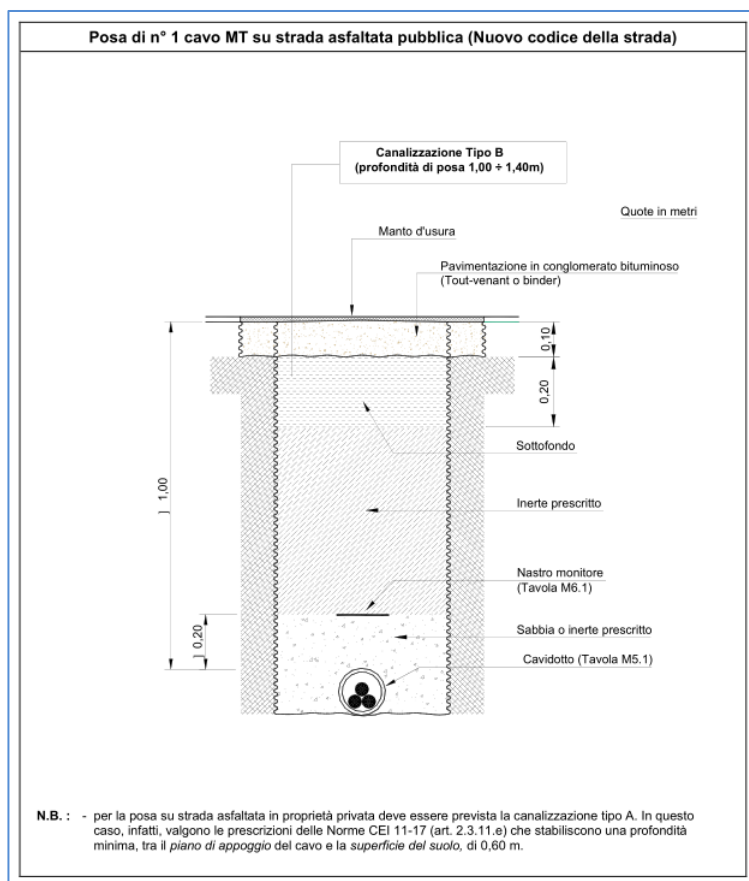 Posa di n° 1 cavo MT su strada asfaltata pubblica (Nuovo codice della strada)
Canalizzazione Tipo B
(profondità di posa 1,00 ÷ 1,40m)
Quote in metri
Manto d'usura
Pavimentazione in conglomerato bituminoso
(Tout-venant o binder)
0,10
0,20
Sottofondo
] 1,00
Inerte prescritto
Nastro monitore
(Tavola M6.1)
] 0,20
Sabbia o inerte prescritto
Cavidotto (Tavola M5.1)
N.B. : - per la posa su strada asfaltata in proprietà privata deve essere prevista la canalizzazione tipo A. In questo
caso, infatti, valgono le prescrizioni delle Norme CEI 11-17 (art. 2.3.11.e) che stabiliscono una profondità
minima, tra il piano di appoggio del cavo e la superficie del suolo, di 0,60 m.